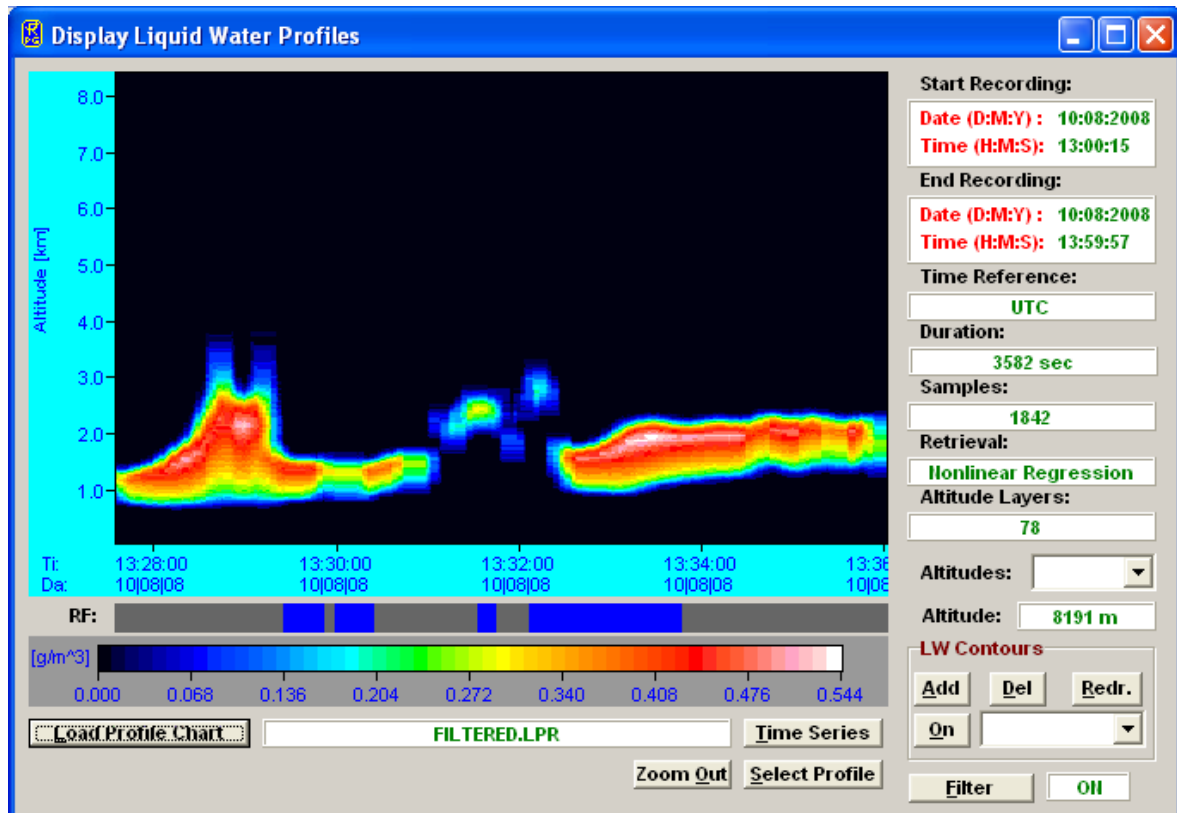 Display Liquid Water Profiles
8.0
7.0
6.0
5.0
4.0
3.0
2.0
1.0
Altitude [km]
Ti: 13:28:00 13:30:00 13:32:00 13:34:00 13:36
Da: 10|08|08 10|08|08 10|08|08 10|08|08 10|08
RF:
[g/m^3]
0.000 0.068 0.136 0.204 0.272 0.340 0.408 0.476 0.544
Load Profile Chart FILTERED.LPR Time Series
Zoom Out Select Profile
Start Recording:
Date (D:M:Y) : 10:08:2008
Time (H:M:S): 13:00:15
End Recording:
Date (D:M:Y) : 10:08:2008
Time (H:M:S): 13:59:57
Time Reference:
UTC
Duration:
3582 sec
Samples:
1842
Retrieval:
Nonlinear Regression
Altitude Layers:
78
Altitudes:
Altitude: 8191 m
LW Contours
Add Del Redr.
On
Filter ON